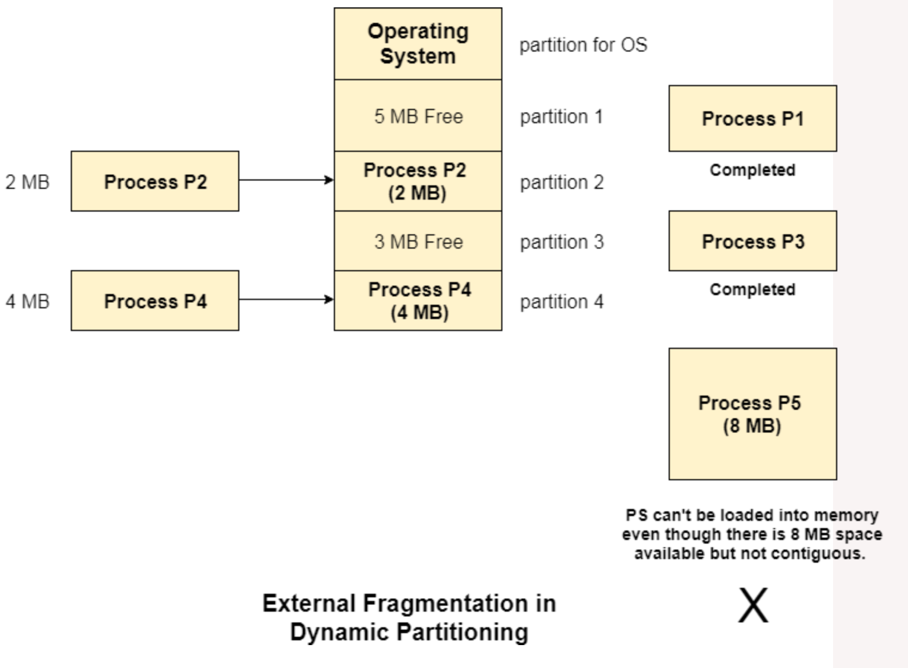 Operating
System
partition for OS
5 MB Free
partition 1
Process P1
Completed
2 MB
Process P2
Process P2
(2 MB)
partition 2
3 MB Free
partition 3
Process P3
Completed
4 MB
Process P4
Process P4
(4 MB)
partition 4
Process P5
(8 MB)
PS can't be loaded into memory
even though there is 8 MB space
available but not contiguous.
X
External Fragmentation in
Dynamic Partitioning